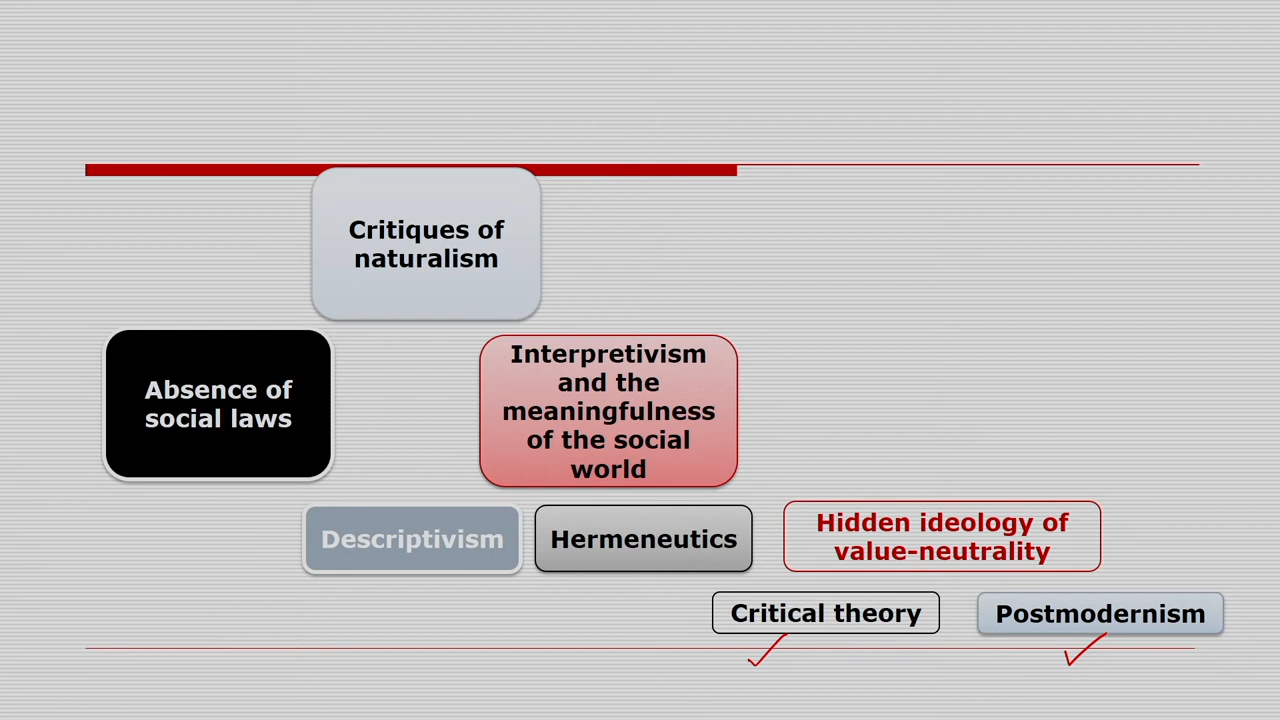 Critiques of
naturalism
Absence of
social laws
Interpretivism
and the
meaningfulness
of the social
world
Descriptivism
Hermeneutics
Hidden ideology of
value-neutrality
Critical theory
Postmodernism